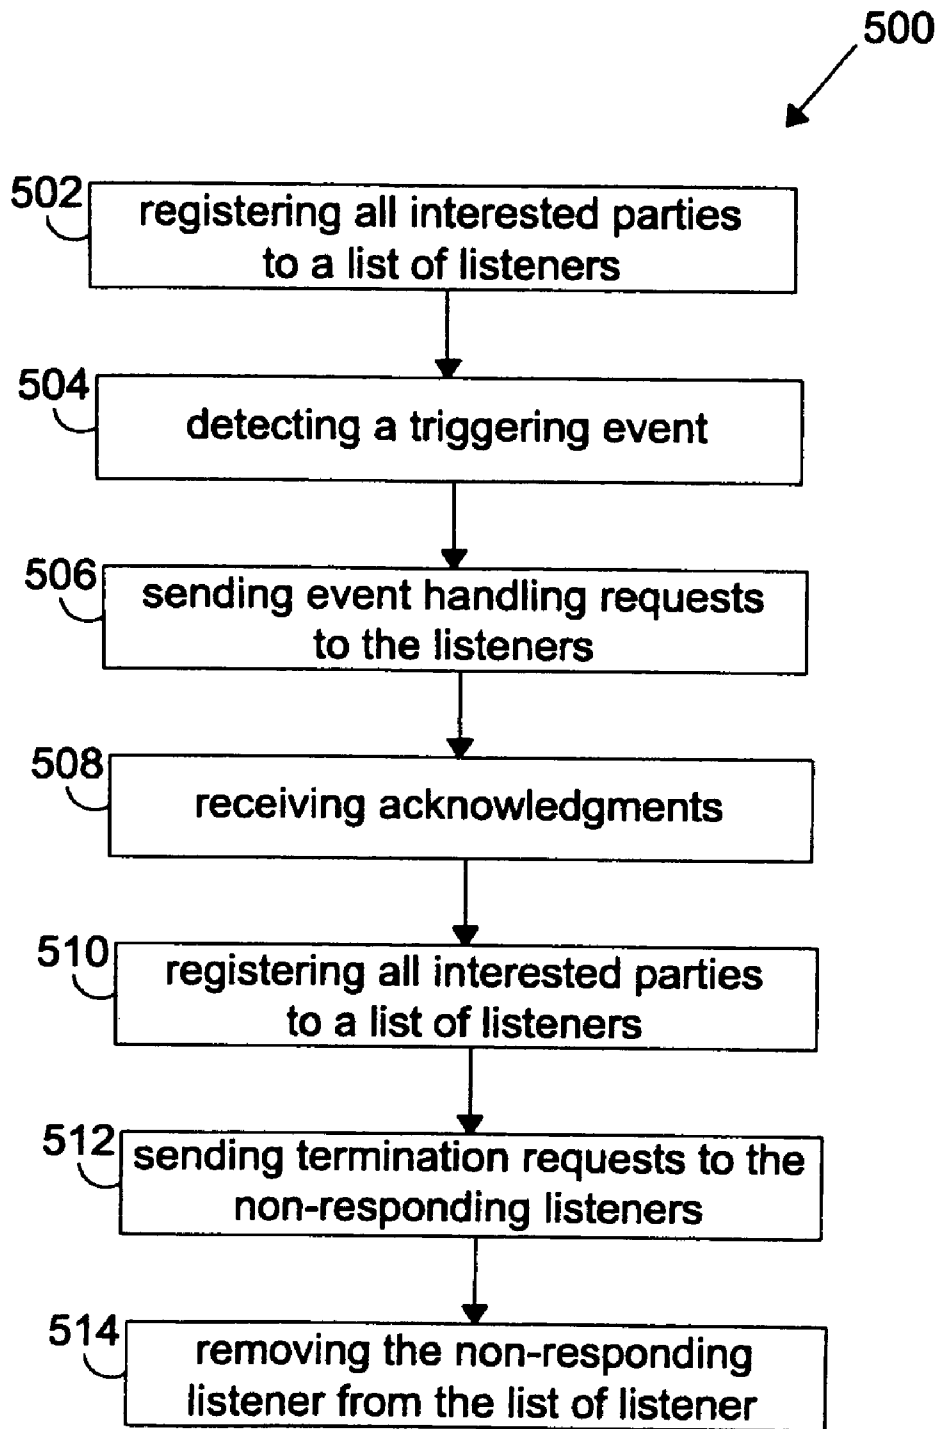 500
502
registering all interested parties
to a list of listeners
504
detecting a triggering event
506
sending event handling requests
to the listeners
508
receiving acknowledgments
510
registering all interested parties
to a list of listeners
512
sending termination requests to the
non-responding listeners
514
removing the non-responding
listener from the list of listener